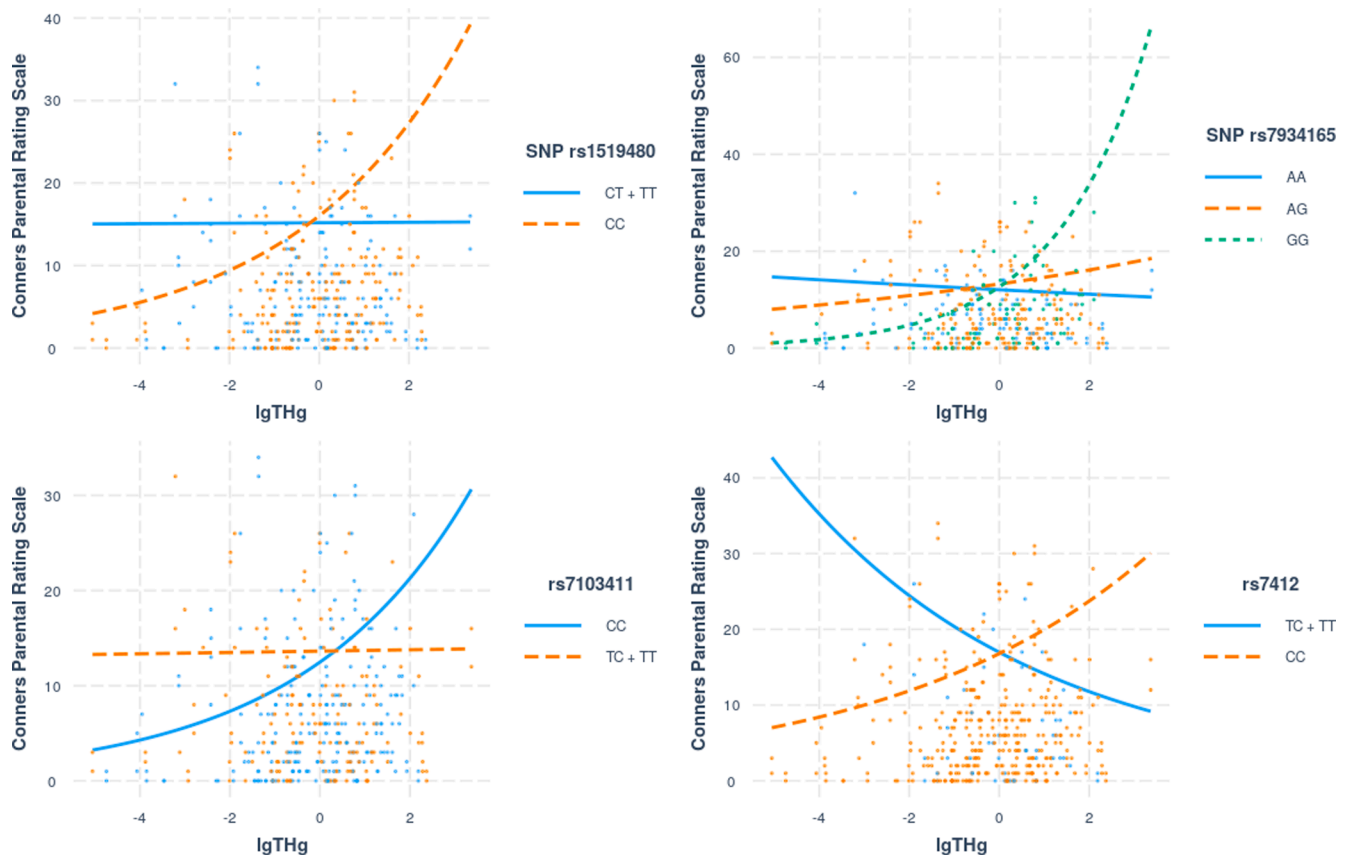 Conners Parental Rating Scale
40
30
20
10
0
-4
-2
0
2
lgTHg
SNP rs1519480
CT + TT
CC
Conners Parental Rating Scale
60
40
20
0
-4
-2
0
2
lgTHg
SNP rs7934165
AA
AG
GG
Conners Parental Rating Scale
30
20
10
0
-4
-2
0
2
lgTHg
rs7103411
CC
TC + TT
Conners Parental Rating Scale
40
30
20
10
0
-4
-2
0
2
lgTHg
rs7412
TC + TT
CC